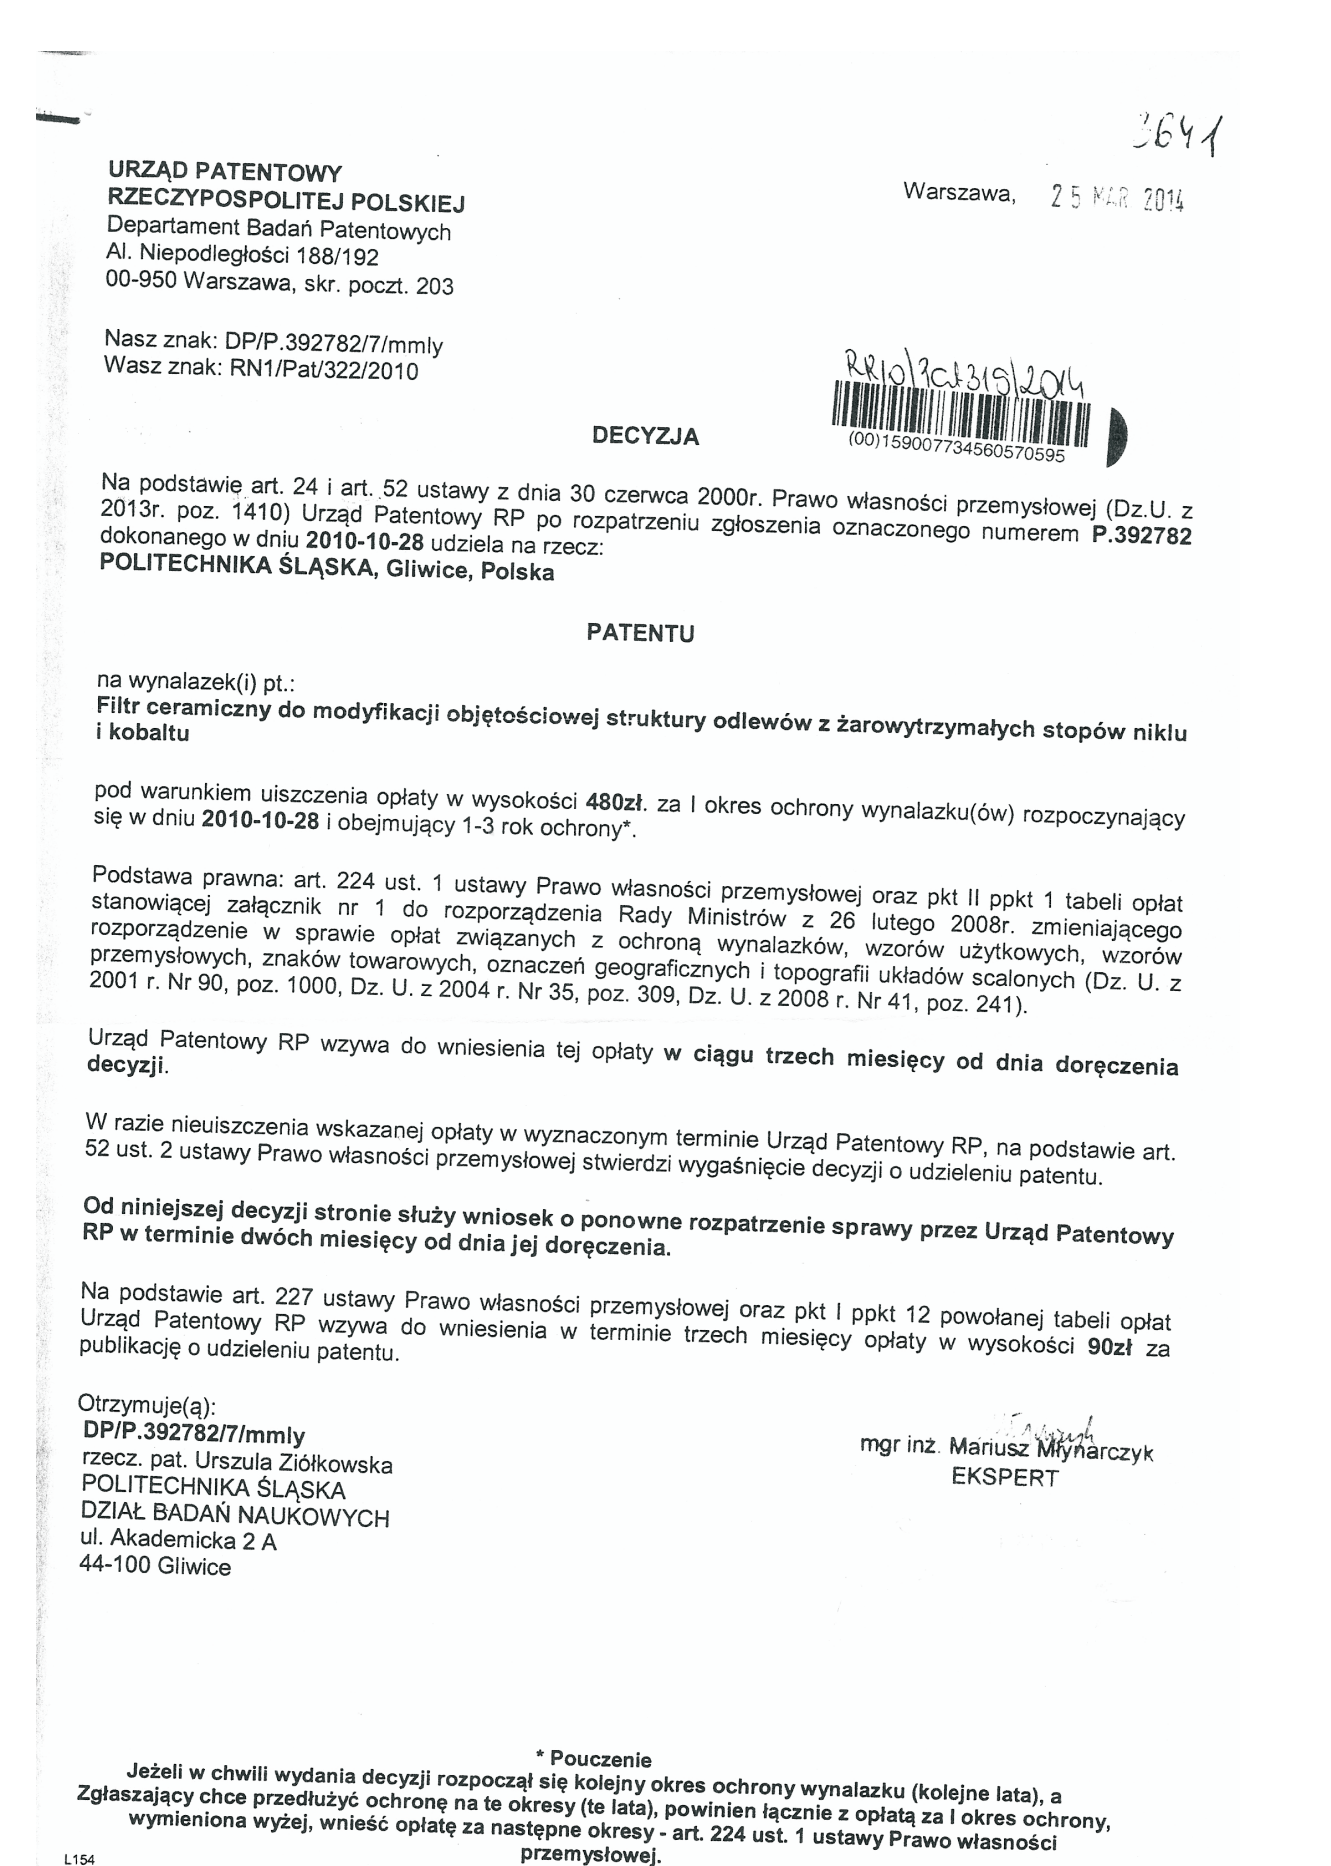 3641
URZĄD PATENTOWY
RZECZYPOSPOLITEJ POLSKIEJ
Departament Badań Patentowych
Al. Niepodległości 188/192
00-950 Warszawa, skr. poczt. 203
Warszawa, 25 MAR 2014
Nasz znak: DP/P.392782/7/mmly
Wasz znak: RN1/Pat/322/2010
(00)159007734560570595
DECYZJA
Na podstawie art. 24 i art. 52 ustawy z dnia 30 czerwca 2000r. Prawo własności przemysłowej (Dz.U. z
2013r. poz. 1410) Urząd Patentowy RP po rozpatrzeniu zgłoszenia oznaczonego numerem P.392782
dokonanego w dniu 2010-10-28 udziela na rzecz:
POLITECHNIKA ŚLĄSKA, Gliwice, Polska
PATENTU
na wynalazek(i) pt.:
Filtr ceramiczny do modyfikacji objętościowej struktury odlewów z żarowytrzymałych stopów niklu
i kobaltu
pod warunkiem uiszczenia opłaty w wysokości 480zł. za I okres ochrony wynalazku(ów) rozpoczynający
się w dniu 2010-10-28 i obejmujący 1-3 rok ochrony*.
Podstawa prawna: art. 224 ust. 1 ustawy Prawo własności przemysłowej oraz pkt II ppkt 1 tabeli opłat
stanowiącej załącznik nr 1 do rozporządzenia Rady Ministrów z 26 lutego 2008r. zmieniającego
rozporządzenie w sprawie opłat związanych z ochroną wynalazków, wzorów użytkowych, wzorów
przemysłowych, znaków towarowych, oznaczeń geograficznych i topografii układów scalonych (Dz. U. z
2001 r. Nr 90, poz. 1000, Dz. U. z 2004 r. Nr 35, poz. 309, Dz. U. z 2008 r. Nr 41, poz. 241).
Urząd Patentowy RP wzywa do wniesienia tej opłaty w ciągu trzech miesięcy od dnia doręczenia
decyzji.
W razie nieuiszczenia wskazanej opłaty w wyznaczonym terminie Urząd Patentowy RP, na podstawie art.
52 ust. 2 ustawy Prawo własności przemysłowej stwierdzi wygaśnięcie decyzji o udzieleniu patentu.
Od niniejszej decyzji stronie służy wniosek o ponowne rozpatrzenie sprawy przez Urząd Patentowy
RP w terminie dwóch miesięcy od dnia jej doręczenia.
Na podstawie art. 227 ustawy Prawo własności przemysłowej oraz pkt I ppkt 12 powołanej tabeli opłat
Urząd Patentowy RP wzywa do wniesienia w terminie trzech miesięcy opłaty w wysokości 90zł za
publikację o udzieleniu patentu.
Otrzymuje(ą):
DP/P.392782/7/mmly
rzecz. pat. Urszula Ziółkowska
POLITECHNIKA ŚLĄSKA
DZIAŁ BADAŃ NAUKOWYCH
ul. Akademicka 2 A
44-100 Gliwice
mgr inż. Mariusz Młynarczyk
EKSPERT
* Pouczenie
Jeżeli w chwili wydania decyzji rozpoczął się kolejny okres ochrony wynalazku (kolejne lata), a
Zgłaszający chce przedłużyć ochronę na te okresy (te lata), powinien łącznie z opłatą za I okres ochrony,
wymieniona wyżej, wnieść opłatę za następne okresy - art. 224 ust. 1 ustawy Prawo własności
przemysłowej.
L154